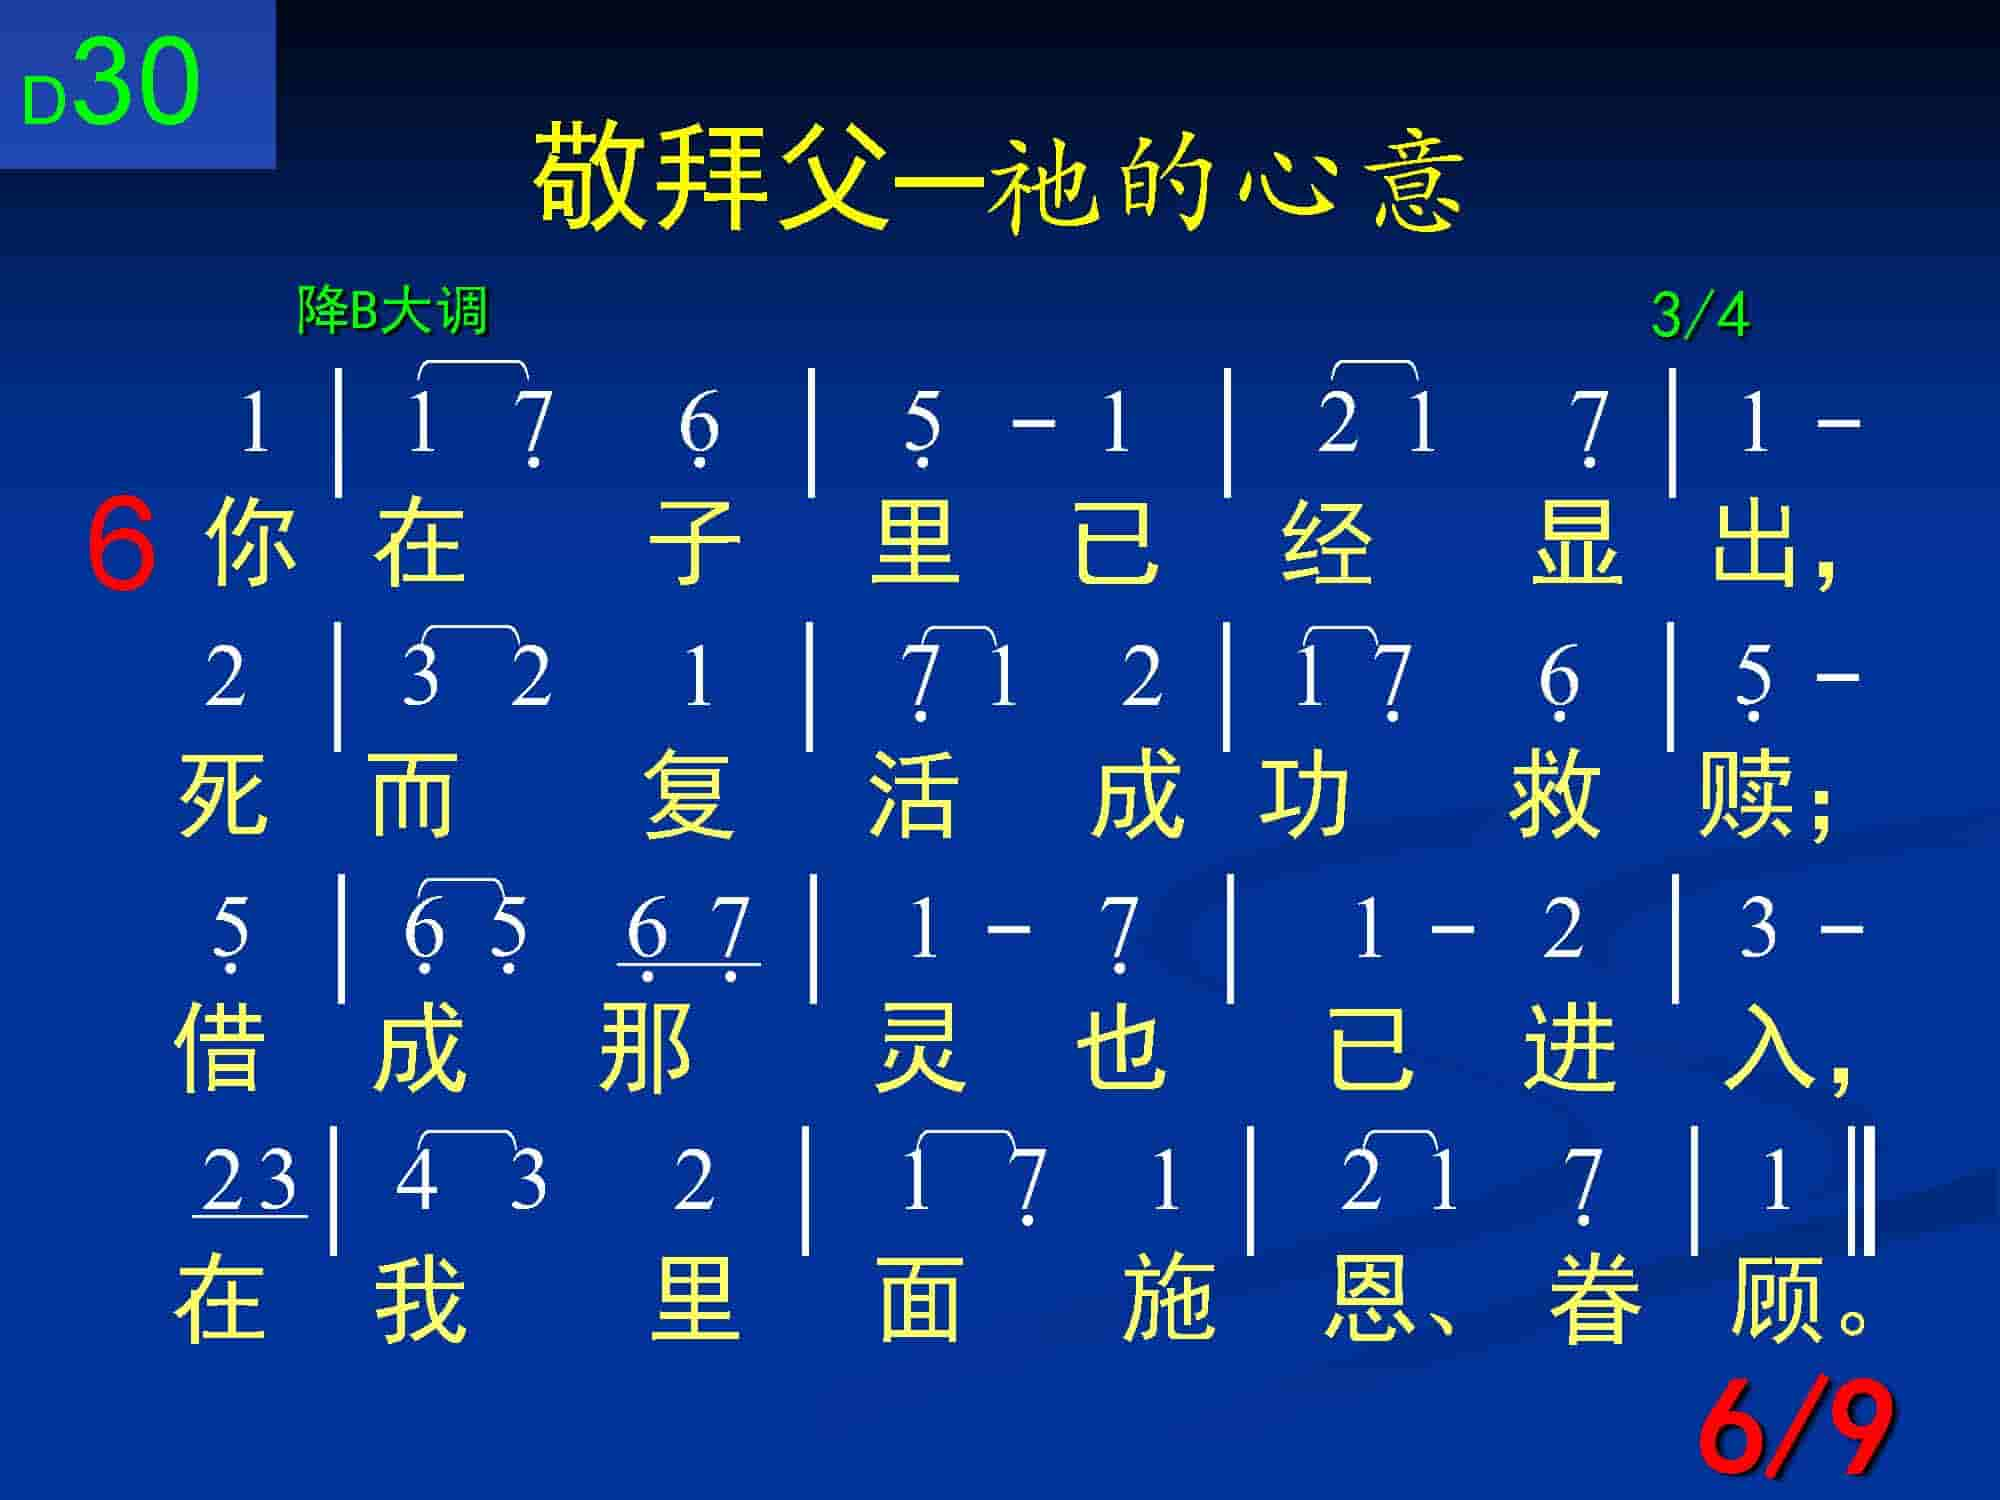 D30
敬拜父—祂的心意
降B大调 3/4
1 | 1 7̣ 6̣ | 5̣ - 1 | 2 1 7̣ | 1 -
6 你 在 子 里 已 经 显 出，
2 | 3 2 1 | 7̣ 1 2 | 1 7̣ 6̣ | 5̣ -
死 而 复 活 成 功 救 赎；
5̣ | 6̣ 5̣ 6̣ 7̣ | 1 - 7̣ | 1 - 2 | 3 -
借 成 那 灵 也 已 进 入，
2 3 | 4 3 2 | 1 7̣ 1 | 2 1 7̣ | 1 ‖
在 我 里 面 施 恩、 眷 顾。
6/9